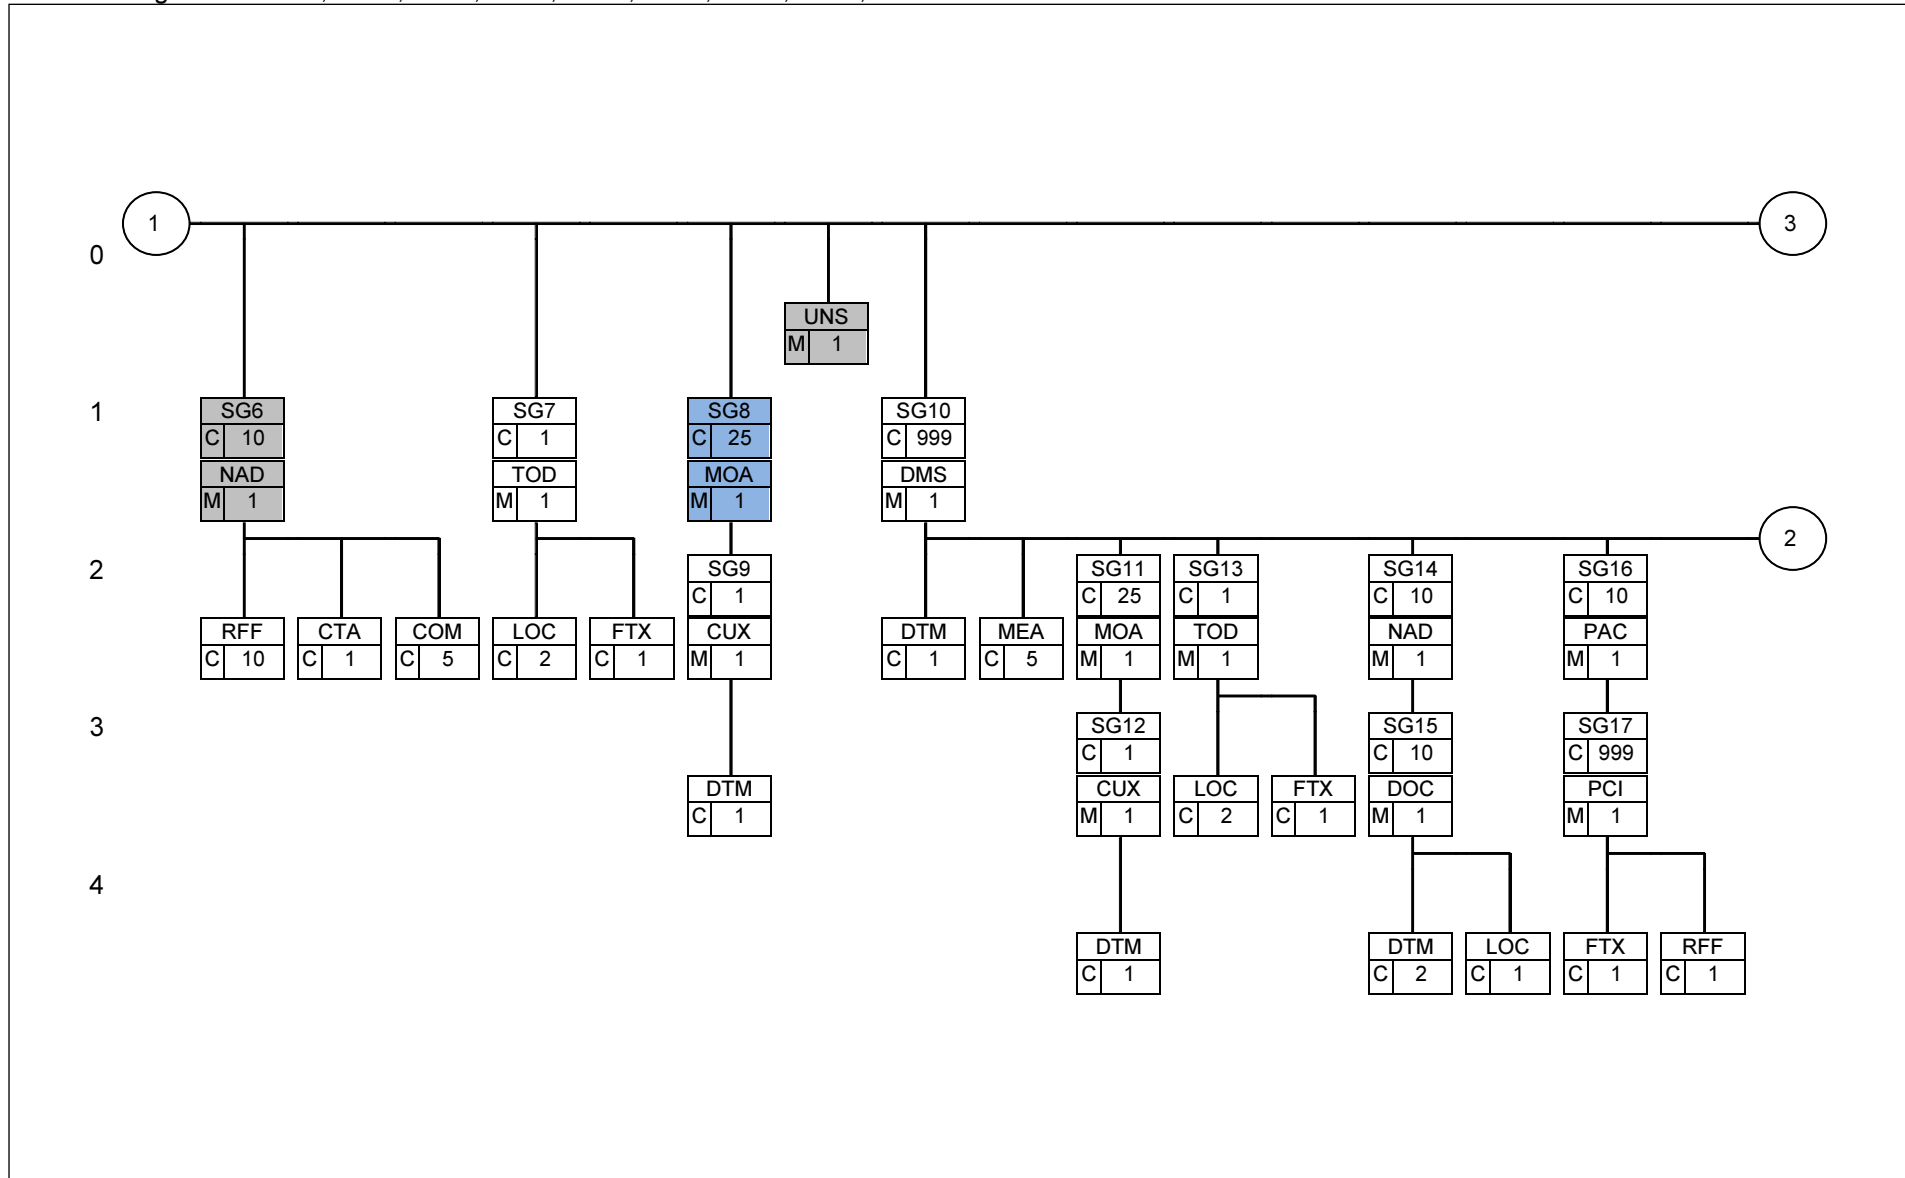 1
3
0
UNS
M 1
1
SG6
C 10
NAD
M 1
SG7
C 1
TOD
M 1
SG8
C 25
MOA
M 1
SG10
C 999
DMS
M 1
2
2
RFF
C 10
CTA
C 1
COM
C 5
LOC
C 2
FTX
C 1
SG9
C 1
CUX
M 1
DTM
C 1
MEA
C 5
SG11
C 25
MOA
M 1
SG13
C 1
TOD
M 1
SG14
C 10
NAD
M 1
SG16
C 10
PAC
M 1
3
DTM
C 1
SG12
C 1
CUX
M 1
LOC
C 2
FTX
C 1
SG15
C 10
DOC
M 1
SG17
C 999
PCI
M 1
4
DTM
C 1
DTM
C 2
LOC
C 1
FTX
C 1
RFF
C 1